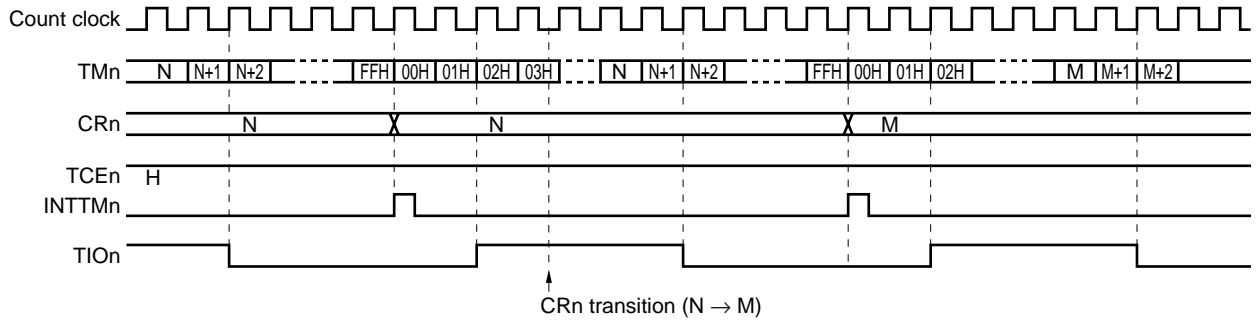 Count clock
TMn N N+1 N+2 FFH 00H 01H 02H 03H N N+1 N+2 FFH 00H 01H 02H M M+1 M+2
CRn N N M
TCEn H
INTTMn
TIOn
CRn transition (N → M)